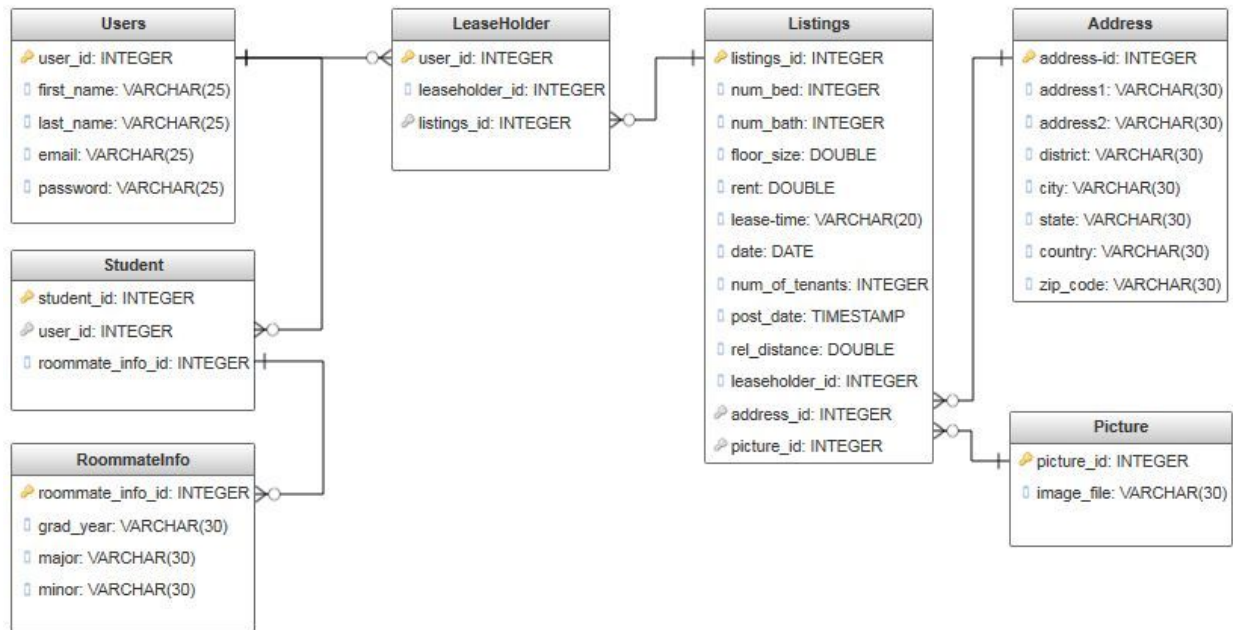 Users
user_id: INTEGER
first_name: VARCHAR(25)
last_name: VARCHAR(25)
email: VARCHAR(25)
password: VARCHAR(25)
LeaseHolder
user_id: INTEGER
leaseholder_id: INTEGER
listings_id: INTEGER
Listings
listings_id: INTEGER
num_bed: INTEGER
num_bath: INTEGER
floor_size: DOUBLE
rent: DOUBLE
lease-time: VARCHAR(20)
date: DATE
num_of_tenants: INTEGER
post_date: TIMESTAMP
rel_distance: DOUBLE
leaseholder_id: INTEGER
address_id: INTEGER
picture_id: INTEGER
Address
address-id: INTEGER
address1: VARCHAR(30)
address2: VARCHAR(30)
district: VARCHAR(30)
city: VARCHAR(30)
state: VARCHAR(30)
country: VARCHAR(30)
zip_code: VARCHAR(30)
Student
student_id: INTEGER
user_id: INTEGER
roommate_info_id: INTEGER
RoommateInfo
roommate_info_id: INTEGER
grad_year: VARCHAR(30)
major: VARCHAR(30)
minor: VARCHAR(30)
Picture
picture_id: INTEGER
image_file: VARCHAR(30)